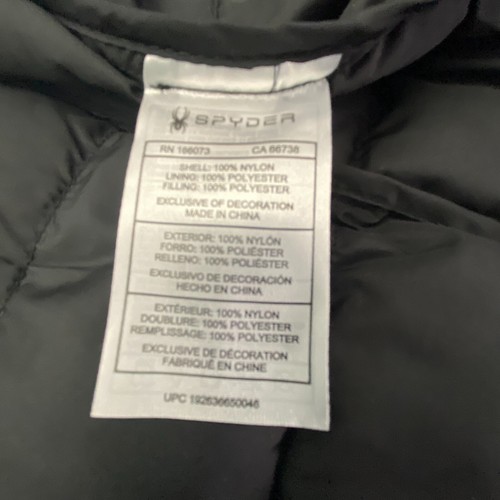 SPYDER
RN 186073 CA 66738
SHELL: 100% NYLON
LINING: 100% POLYESTER
FILLING: 100% POLYESTER
EXCLUSIVE OF DECORATION
MADE IN CHINA
EXTERIOR: 100% NYLÓN
FORRO: 100% POLIÉSTER
RELLENO: 100% POLIÉSTER
EXCLUSIVO DE DECORACIÓN
HECHO EN CHINA
EXTÉRIEUR: 100% NYLON
DOUBLURE: 100% POLYESTER
REMPLISSAGE: 100% POLYESTER
EXCLUSIVE DE DÉCORATION
FABRIQUÉ EN CHINE
UPC 192636650046